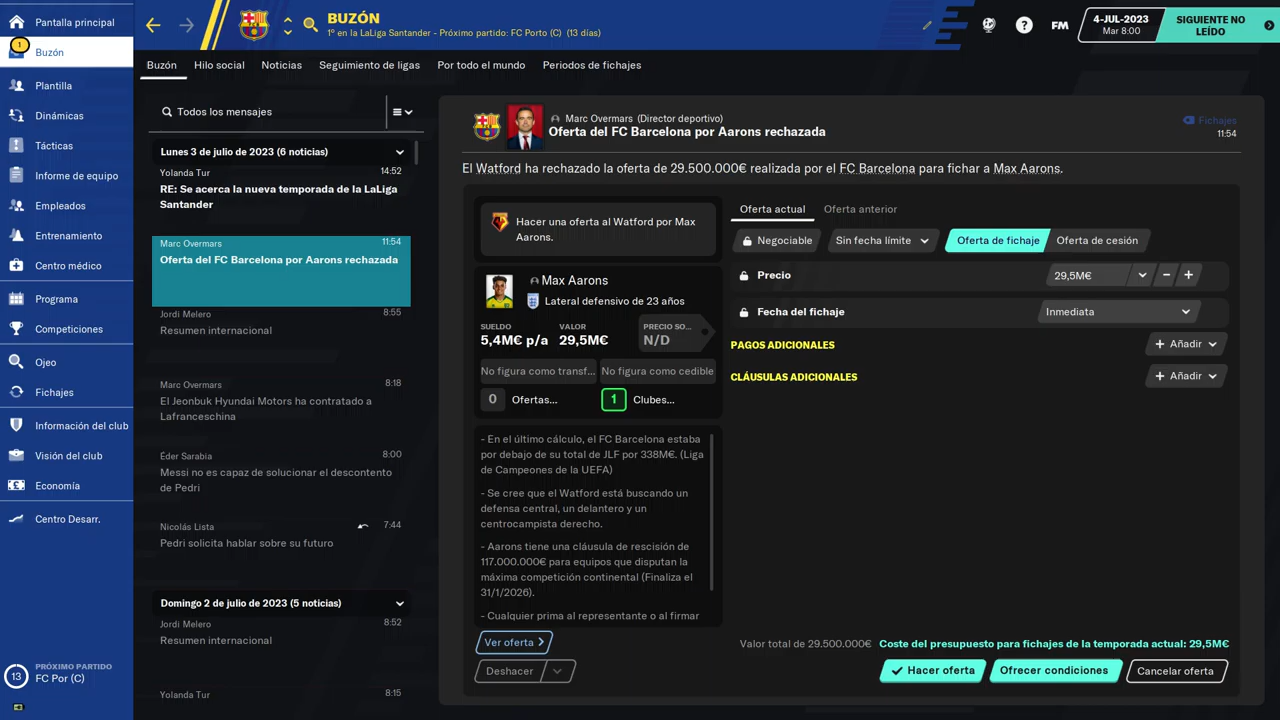 Pantalla principal
1
Buzón
Plantilla
Dinámicas
Tácticas
Informe de equipo
Empleados
Entrenamiento
Centro médico
Programa
Competiciones
Ojeo
Fichajes
Información del club
Visión del club
Economía
Centro Desarr.
13
PRÓXIMO PARTIDO
FC Por (C)
BUZÓN
1º en la LaLiga Santander - Próximo partido: FC Porto (C) (13 días)
?
FM
4-JUL-2023
Mar 8:00
SIGUIENTE NO
LEÍDO
Buzón
Hilo social
Noticias
Seguimiento de ligas
Por todo el mundo
Periodos de fichajes
Todos los mensajes
Lunes 3 de julio de 2023 (6 noticias)
Yolanda Tur 14:52
RE: Se acerca la nueva temporada de la LaLiga
Santander
Marc Overmars 11:54
Oferta del FC Barcelona por Aarons rechazada
Jordi Melero 8:55
Resumen internacional
Marc Overmars 8:18
El Jeonbuk Hyundai Motors ha contratado a
Lafranceschina
Éder Sarabia 8:00
Messi no es capaz de solucionar el descontento
de Pedri
Nicolás Lista 7:44
Pedri solicita hablar sobre su futuro
Domingo 2 de julio de 2023 (5 noticias)
Jordi Melero 8:52
Resumen internacional
Yolanda Tur 8:15
Marc Overmars (Director deportivo)
Oferta del FC Barcelona por Aarons rechazada
Fichajes
11:54
El Watford ha rechazado la oferta de 29.500.000€ realizada por el FC Barcelona para fichar a Max Aarons.
Hacer una oferta al Watford por Max
Aarons.
Max Aarons
Lateral defensivo de 23 años
SUELDO
5,4M€ p/a
VALOR
29,5M€
PRECIO SO...
N/D
No figura como transf...
No figura como cedible
0 Ofertas...
1 Clubes...
- En el último cálculo, el FC Barcelona estaba
por debajo de su total de JLF por 338M€. (Liga
de Campeones de la UEFA)
- Se cree que el Watford está buscando un
defensa central, un delantero y un
centrocampista derecho.
- Aarons tiene una cláusula de rescisión de
117.000.000€ para equipos que disputan la
máxima competición continental (Finaliza el
31/1/2026).
- Cualquier prima al representante o al firmar
Ver oferta
Deshacer
Oferta actual
Oferta anterior
Negociable
Sin fecha límite
Oferta de fichaje
Oferta de cesión
Precio
29,5M€
Fecha del fichaje
Inmediata
PAGOS ADICIONALES
+ Añadir
CLÁUSULAS ADICIONALES
+ Añadir
Valor total de 29.500.000€ Coste del presupuesto para fichajes de la temporada actual: 29,5M€
Hacer oferta
Ofrecer condiciones
Cancelar oferta